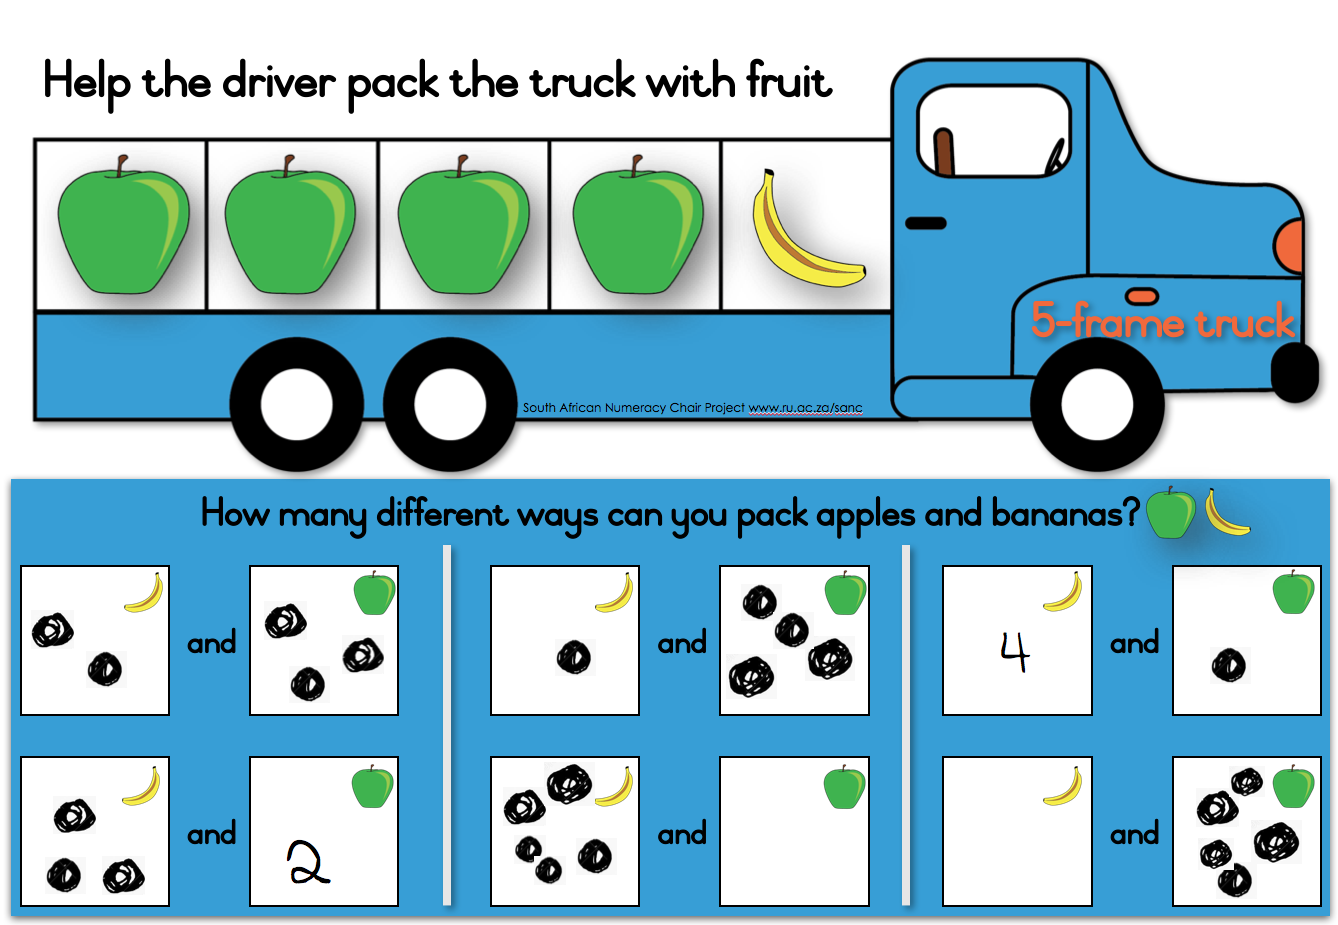 Help the driver pack the truck with fruit
5-frame truck
South African Numeracy Chair Project www.ru.ac.za/sanc
How many different ways can you pack apples and bananas?
and
and
4 and
and 2
and
and